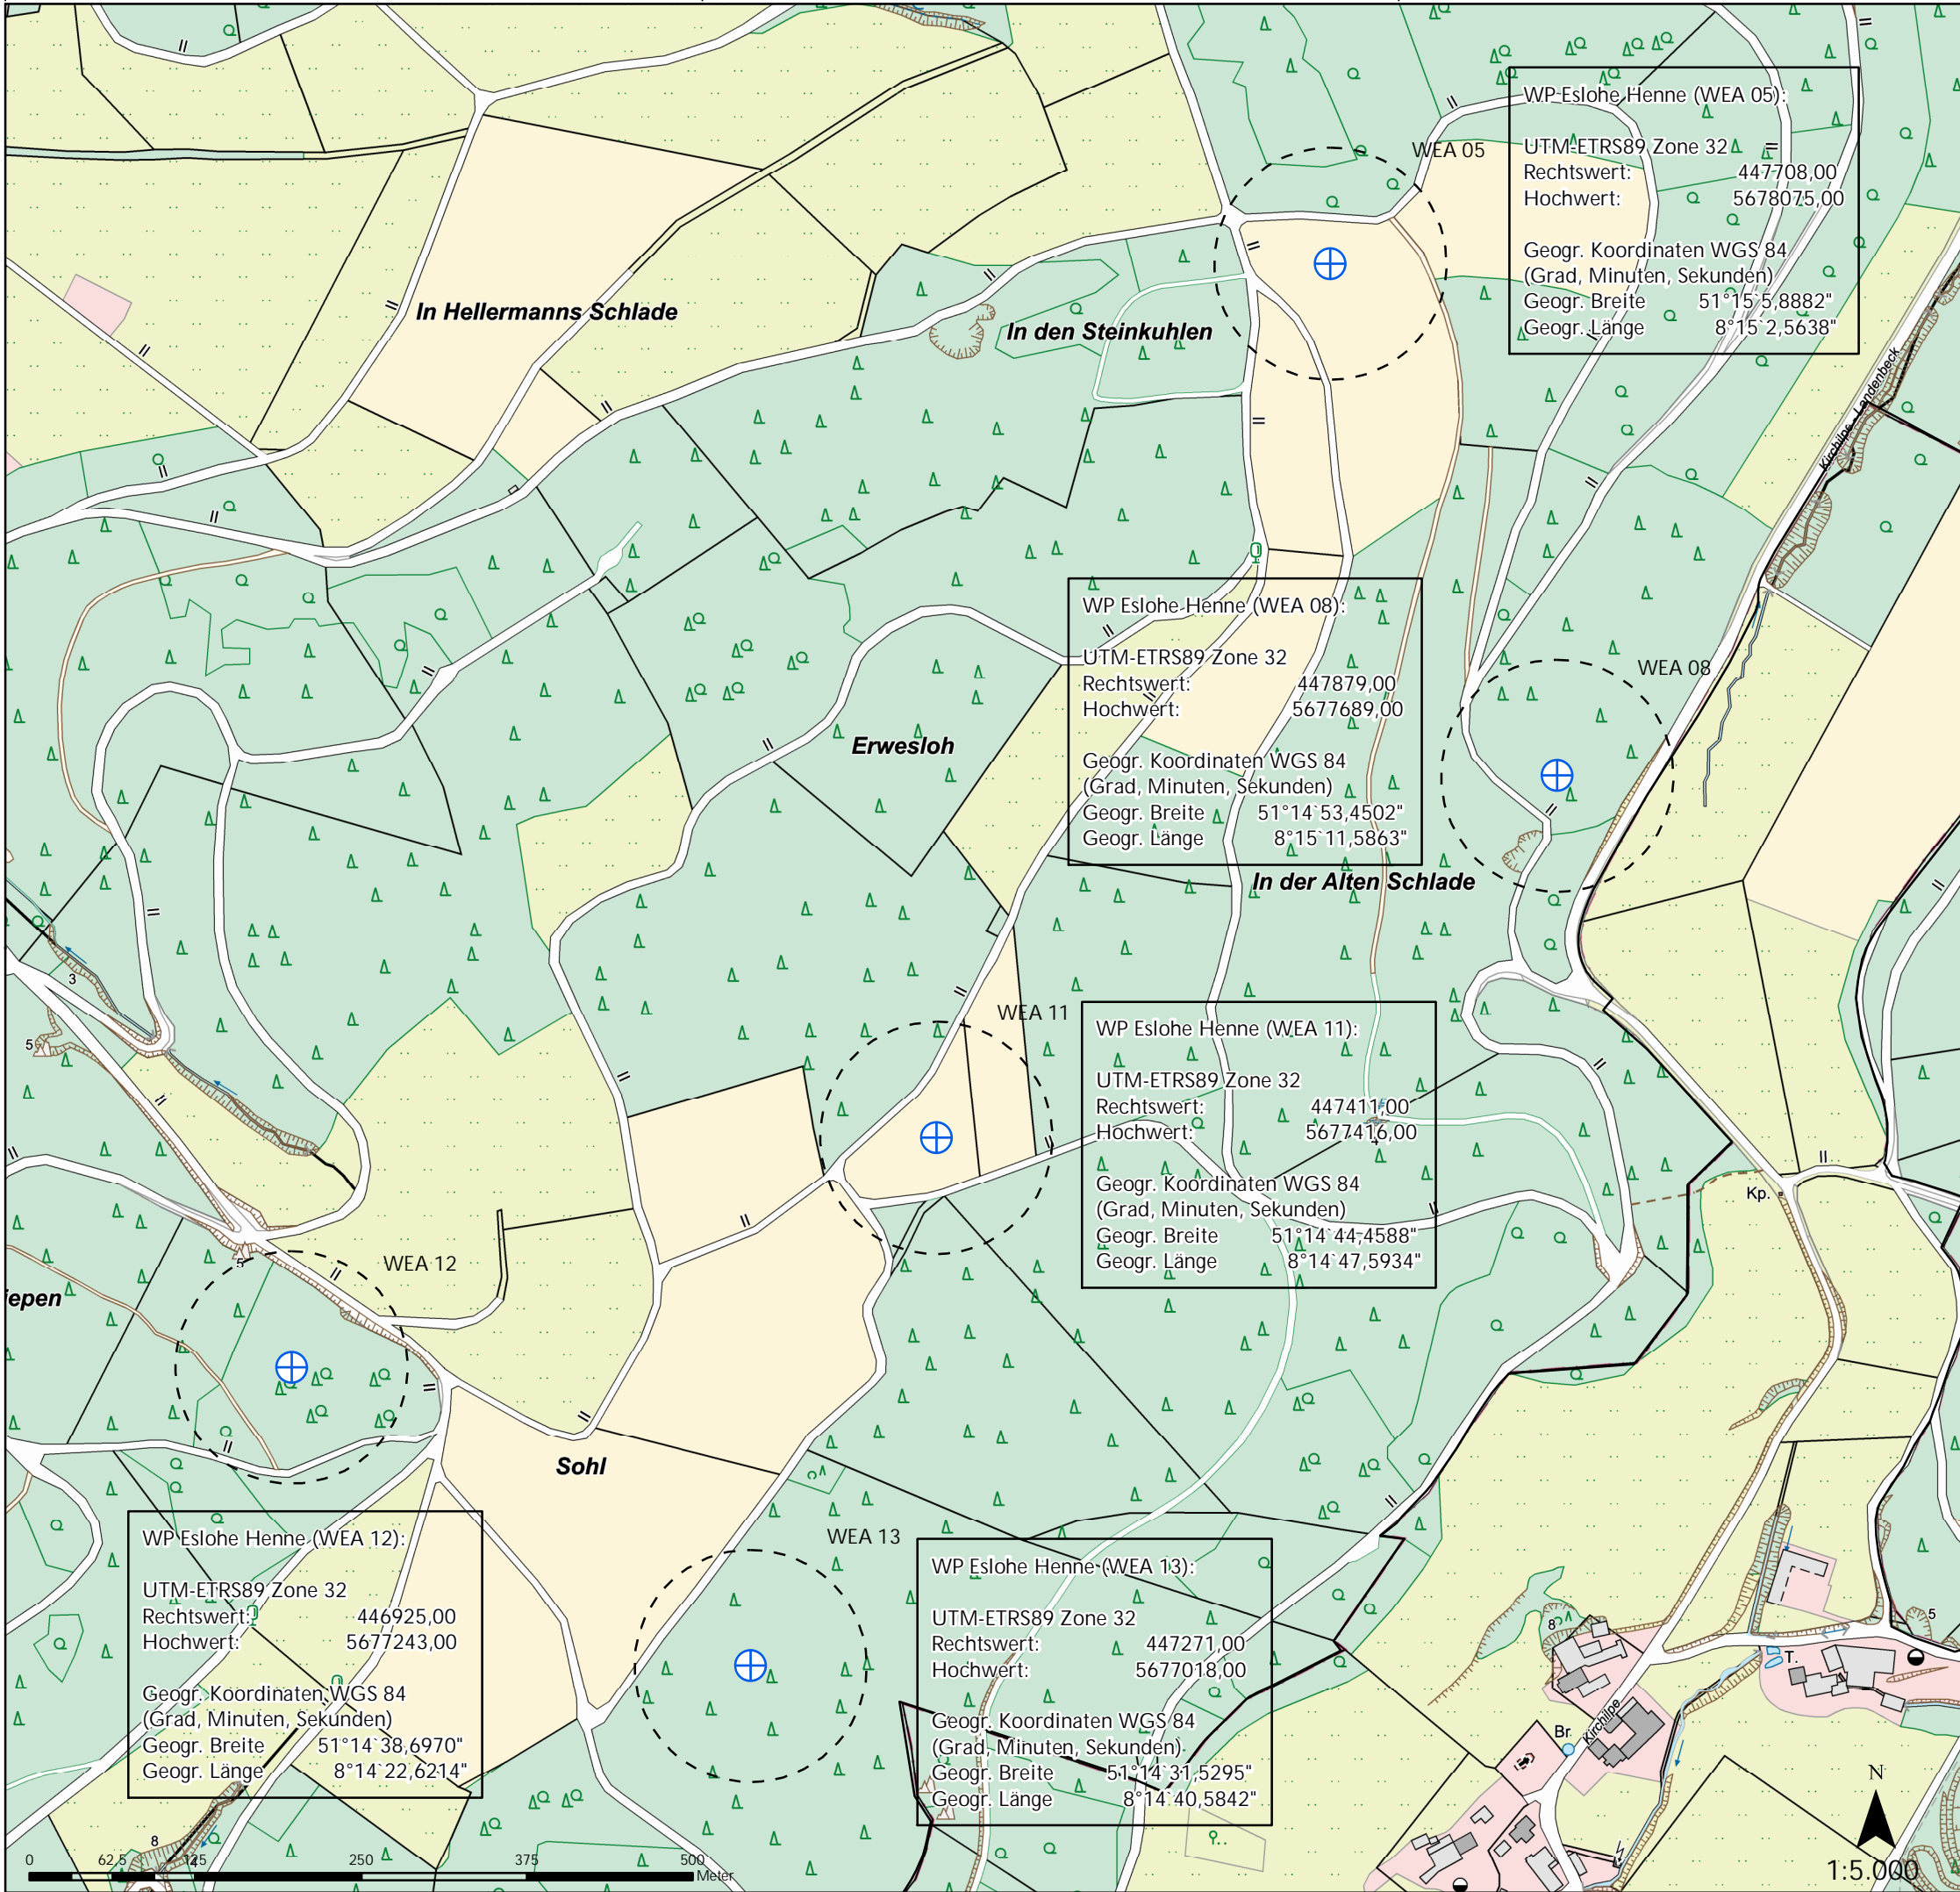 WEA 05
WP Eslohe Henne (WEA 05):
UTM-ETRS89 Zone 32
Rechtswert: 447708,00
Hochwert: 5678075,00
Geogr. Koordinaten WGS 84
(Grad, Minuten, Sekunden)
Geogr. Breite 51°15`5,8882"
Geogr. Länge 8°15`2,5638"
In Hellermanns Schlade
In den Steinkuhlen
Kirchilpe - Landenbeck
WP Eslohe Henne (WEA 08):
UTM-ETRS89 Zone 32
Rechtswert: 447879,00
Hochwert: 5677689,00
Geogr. Koordinaten WGS 84
(Grad, Minuten, Sekunden)
Geogr. Breite 51°14`53,4502"
Geogr. Länge 8°15`11,5863"
WEA 08
Erwesloh
In der Alten Schlade
3
5
WEA 11
WP Eslohe Henne (WEA 11):
UTM-ETRS89 Zone 32
Rechtswert: 447411,00
Hochwert: 5677416,00
Geogr. Koordinaten WGS 84
(Grad, Minuten, Sekunden)
Geogr. Breite 51°14`44,4588"
Geogr. Länge 8°14`47,5934"
Kp.
WEA 12
5
iepen
Sohl
WEA 13
WP Eslohe Henne (WEA 12):
UTM-ETRS89 Zone 32
Rechtswert: 446925,00
Hochwert: 5677243,00
Geogr. Koordinaten WGS 84
(Grad, Minuten, Sekunden)
Geogr. Breite 51°14`38,6970"
Geogr. Länge 8°14`22,6214"
WP Eslohe Henne (WEA 13):
UTM-ETRS89 Zone 32
Rechtswert: 447271,00
Hochwert: 5677018,00
Geogr. Koordinaten WGS 84
(Grad, Minuten, Sekunden)
Geogr. Breite 51°14`31,5295"
Geogr. Länge 8°14`40,5842"
8
5
T.
Br.
Kirchilpe
N
8
0 62,5 125 250 375 500
Meter
1:5.000